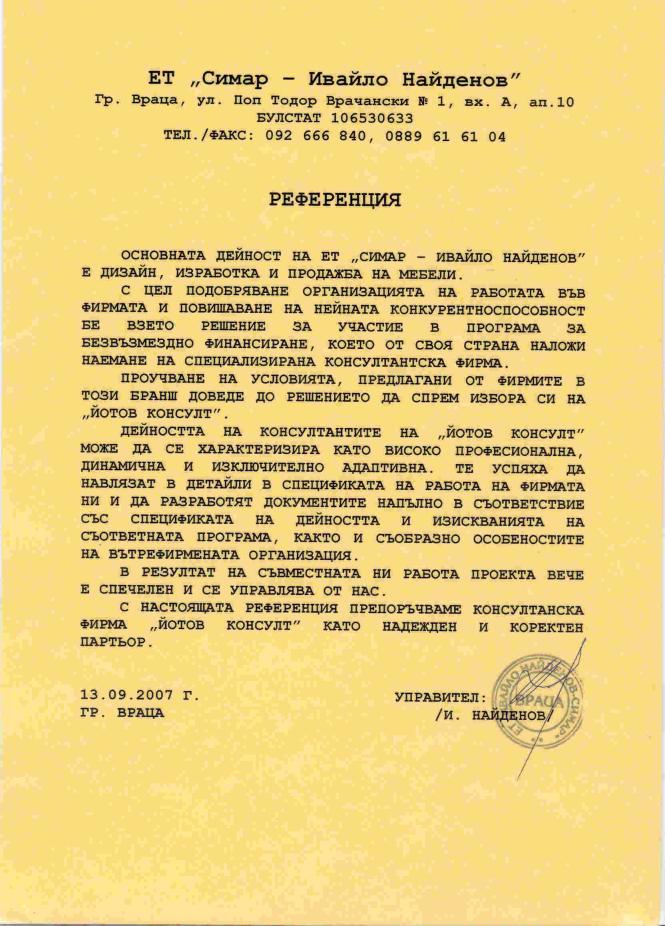 ЕТ „Симар – Ивайло Найденов”
Гр. Враца, ул. Поп Тодор Врачански № 1, вх. А, ап.10
БУЛСТАТ 106530633
ТЕЛ./ФАКС: 092 666 840, 0889 61 61 04
РЕФЕРЕНЦИЯ
ОСНОВНАТА ДЕЙНОСТ НА ЕТ „СИМАР – ИВАЙЛО НАЙДЕНОВ”
Е ДИЗАЙН, ИЗРАБОТКА И ПРОДАЖБА НА МЕБЕЛИ.
С ЦЕЛ ПОДОБРЯВАНЕ ОРГАНИЗАЦИЯТА НА РАБОТАТА ВЪВ
ФИРМАТА И ПОВИШАВАНЕ НА НЕЙНАТА КОНКУРЕНТНОСПОСОБНОСТ
БЕ ВЗЕТО РЕШЕНИЕ ЗА УЧАСТИЕ В ПРОГРАМА ЗА
БЕЗВЪЗМЕЗДНО ФИНАНСИРАНЕ, КОЕТО ОТ СВОЯ СТРАНА НАЛОЖИ
НАЕМАНЕ НА СПЕЦИАЛИЗИРАНА КОНСУЛТАНТСКА ФИРМА.
ПРОУЧВАНЕ НА УСЛОВИЯТА, ПРЕДЛАГАНИ ОТ ФИРМИТЕ В
ТОЗИ БРАНШ ДОВЕДЕ ДО РЕШЕНИЕТО ДА СПРЕМ ИЗБОРА СИ НА
„ЙОТОВ КОНСУЛТ”.
ДЕЙНОСТТА НА КОНСУЛТАНТИТЕ НА „ЙОТОВ КОНСУЛТ”
МОЖЕ ДА СЕ ХАРАКТЕРИЗИРА КАТО ВИСОКО ПРОФЕСИОНАЛНА,
ДИНАМИЧНА И ИЗКЛЮЧИТЕЛНО АДАПТИВНА. ТЕ УСПЯХА ДА
НАВЛЯЗАТ В ДЕТАЙЛИ В СПЕЦИФИКАТА НА РАБОТА НА ФИРМАТА
НИ И ДА РАЗРАБОТЯТ ДОКУМЕНТИТЕ НАПЪЛНО В СЪОТВЕТСТВИЕ
СЪС СПЕЦИФИКАТА НА ДЕЙНОСТТА И ИЗИСКВАНИЯТА НА
СЪОТВЕТНАТА ПРОГРАМА, КАКТО И СЪОБРАЗНО ОСОБЕНОСТИТЕ
НА ВЪТРЕФИРМЕНАТА ОРГАНИЗАЦИЯ.
В РЕЗУЛТАТ НА СЪВМЕСТНАТА НИ РАБОТА ПРОЕКТА ВЕЧЕ
Е СПЕЧЕЛЕН И СЕ УПРАВЛЯВА ОТ НАС.
С НАСТОЯЩАТА РЕФЕРЕНЦИЯ ПРЕПОРЪЧВАМЕ КОНСУЛТАНСКА
ФИРМА „ЙОТОВ КОНСУЛТ” КАТО НАДЕЖДЕН И КОРЕКТЕН
ПАРТЬОР.
13.09.2007 Г. УПРАВИТЕЛ:
ГР. ВРАЦА /И. НАЙДЕНОВ/
ЕТ ИВАЙЛО НАЙДЕНОВ-СИМАР
ВРАЦА